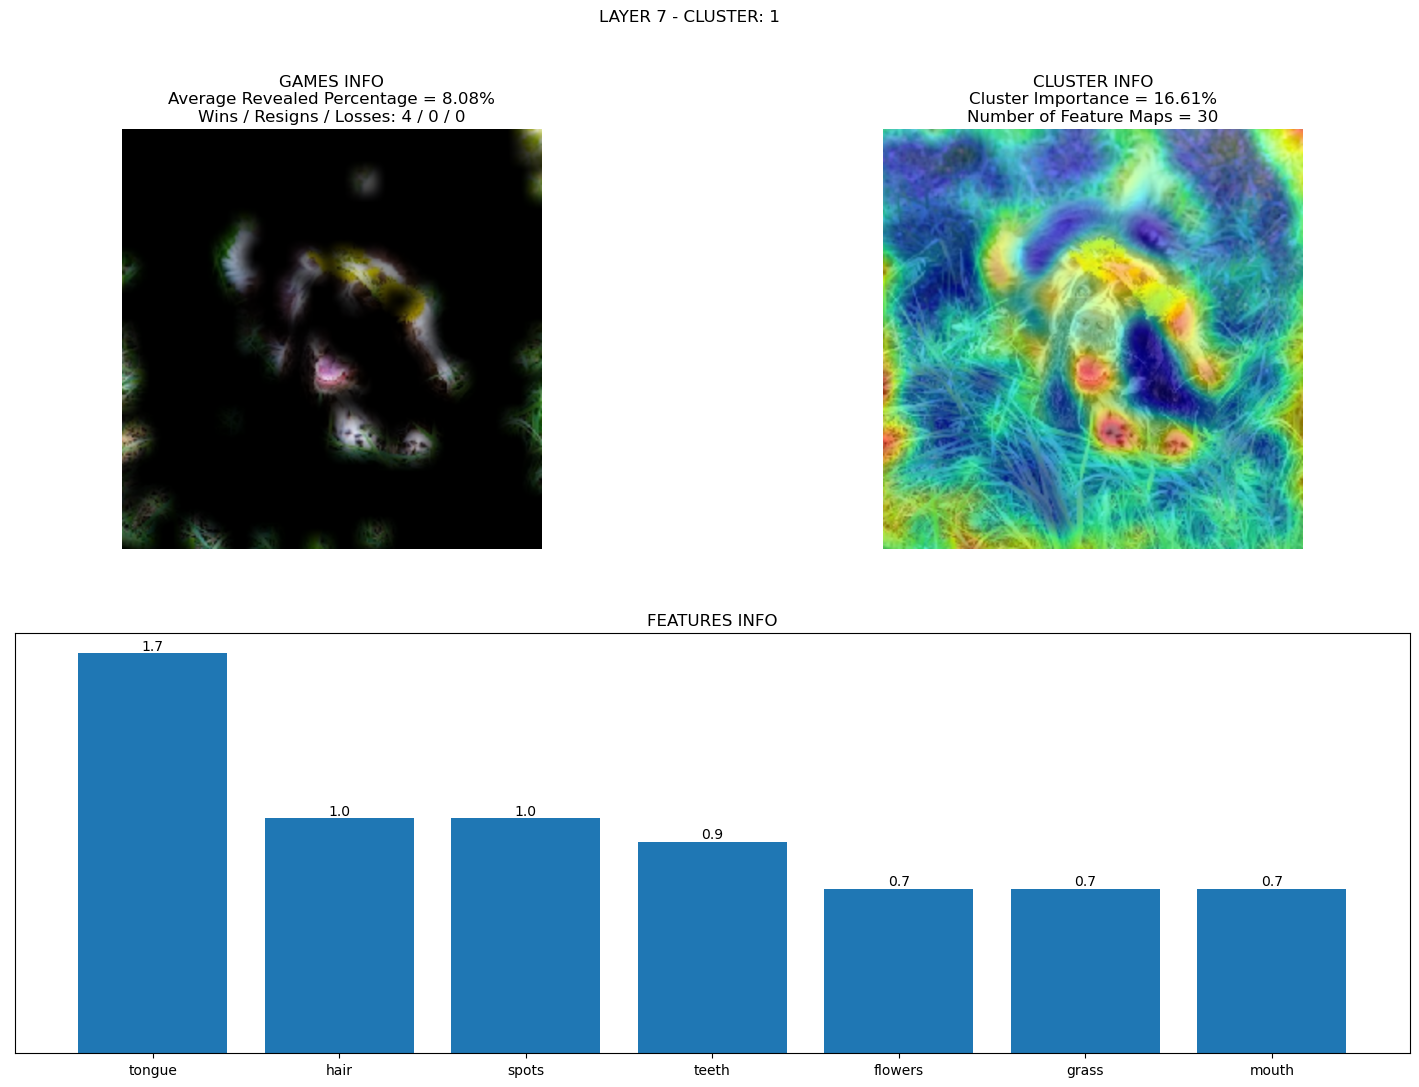 LAYER 7 - CLUSTER: 1
GAMES INFO
Average Revealed Percentage = 8.08%
Wins / Resigns / Losses: 4 / 0 / 0
CLUSTER INFO
Cluster Importance = 16.61%
Number of Feature Maps = 30
FEATURES INFO
1.7
1.0
1.0
0.9
0.7
0.7
0.7
tongue
hair
spots
teeth
flowers
grass
mouth